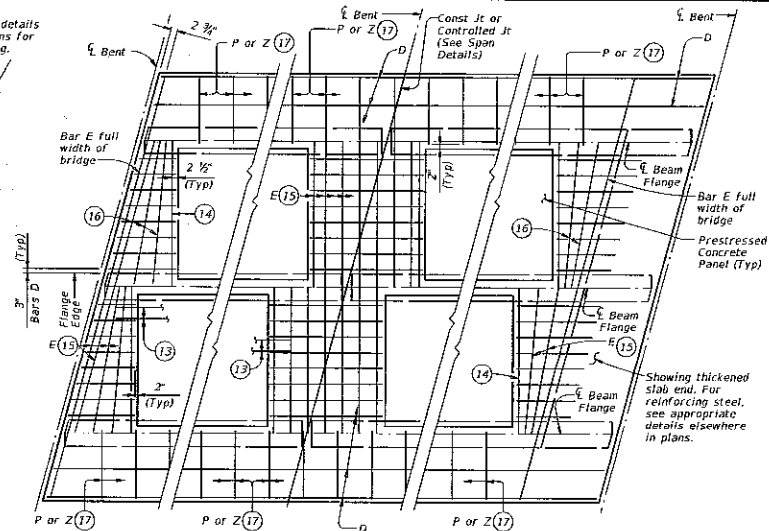 details
ns for
g.
2 ¾"
℄ Bent
P or Z 17
P or Z 17
℄ Bent
D
Const Jt or
Controlled Jt
(See Span
Details)
℄ Bent
D
P or Z 17
Bar E full
width of
bridge
2 ½"
(Typ)
E 15
2"
(Typ)
16
14
16
℄ Beam
Flange
Bar E full
width of
bridge
Prestressed
Concrete
Panel (Typ)
3" (Typ)
Bars D
Flange
Edge
℄ Beam
Flange
E 15
13
13
14
E 15
2"
(Typ)
℄ Beam
Flange
Showing thickened
slab end. For
reinforcing steel,
see appropriate
details elsewhere
in plans.
P or Z 17
P or Z 17
D
P or Z 17